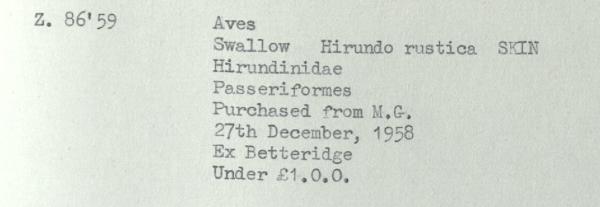 Z. 86'59 Aves
Swallow Hirundo rustica SKIN
Hirundinidae
Passeriformes
Purchased from M.G.
27th December, 1958
Ex Betteridge
Under £1.0.0.